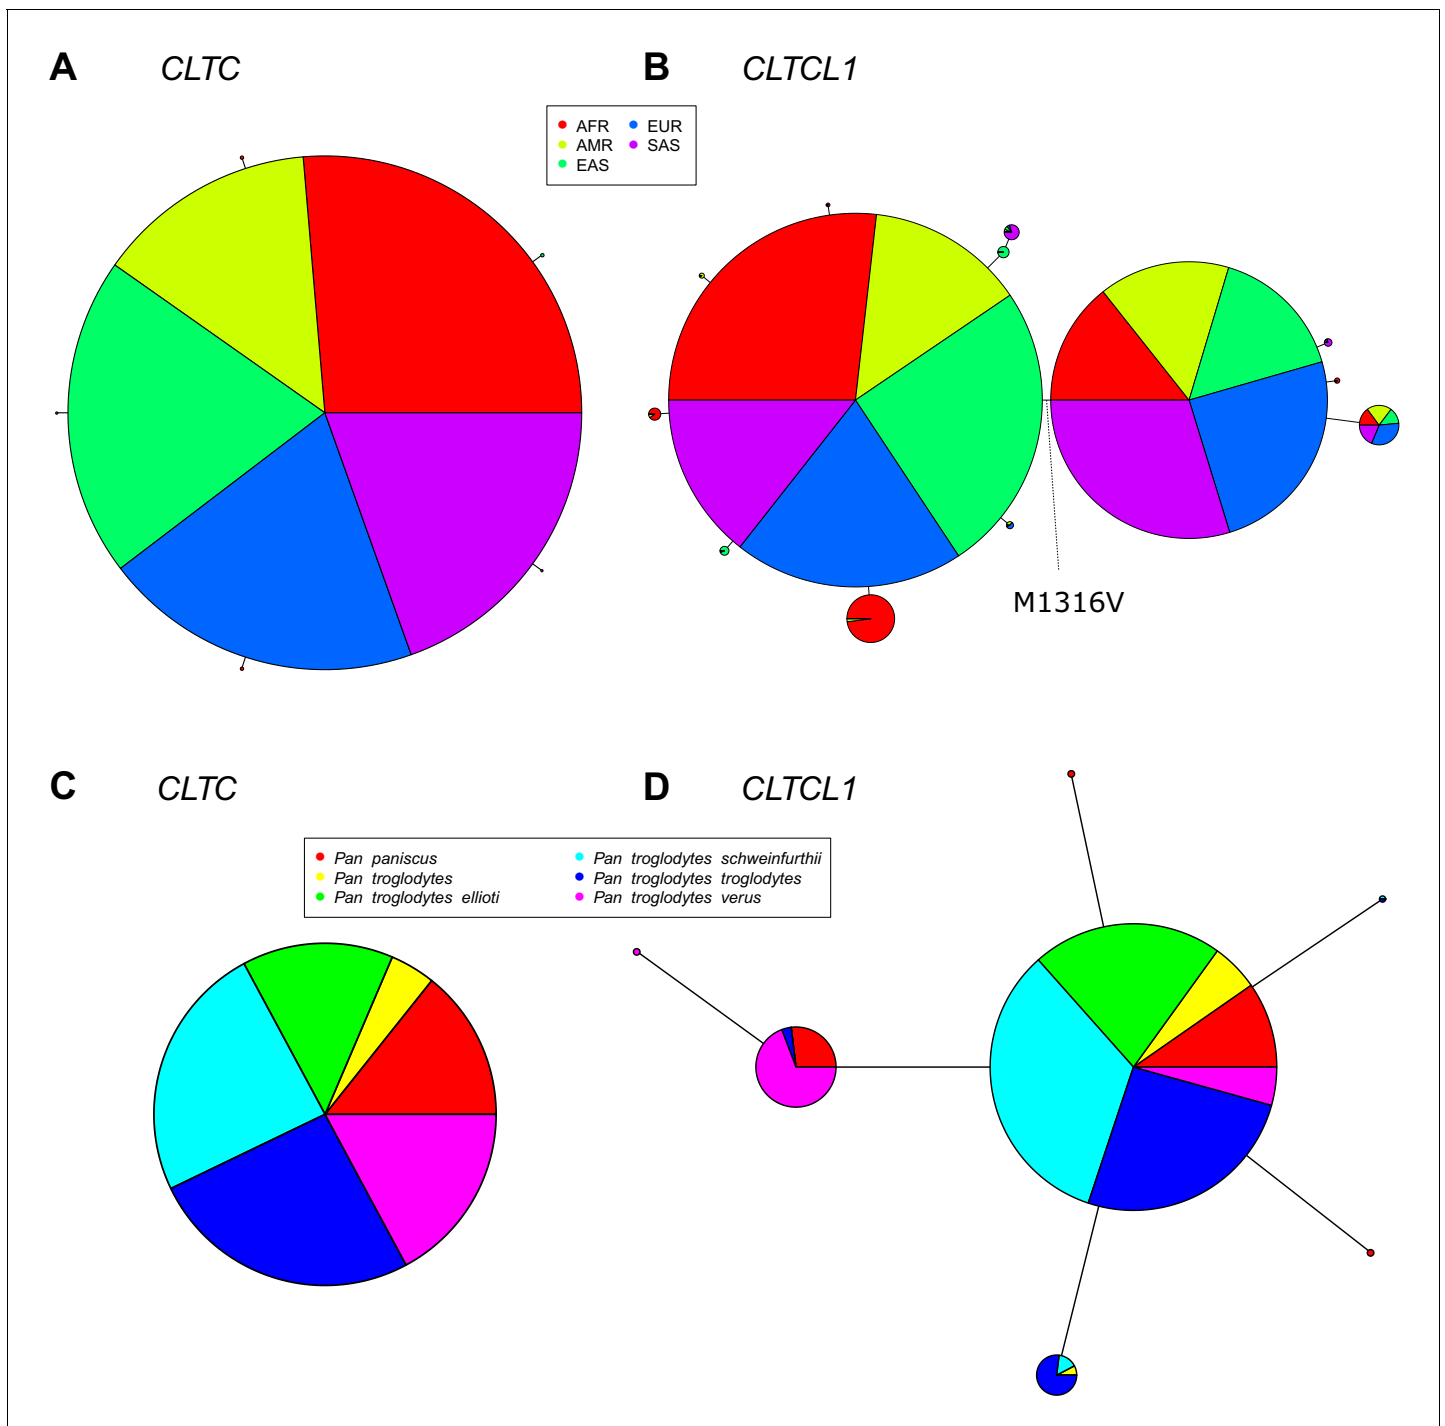 A CLTC
B CLTCL1
AFR EUR
AMR SAS
EAS
M1316V
C CLTC
D CLTCL1
Pan paniscus Pan troglodytes schweinfurthii
Pan troglodytes Pan troglodytes troglodytes
Pan troglodytes ellioti Pan troglodytes verus